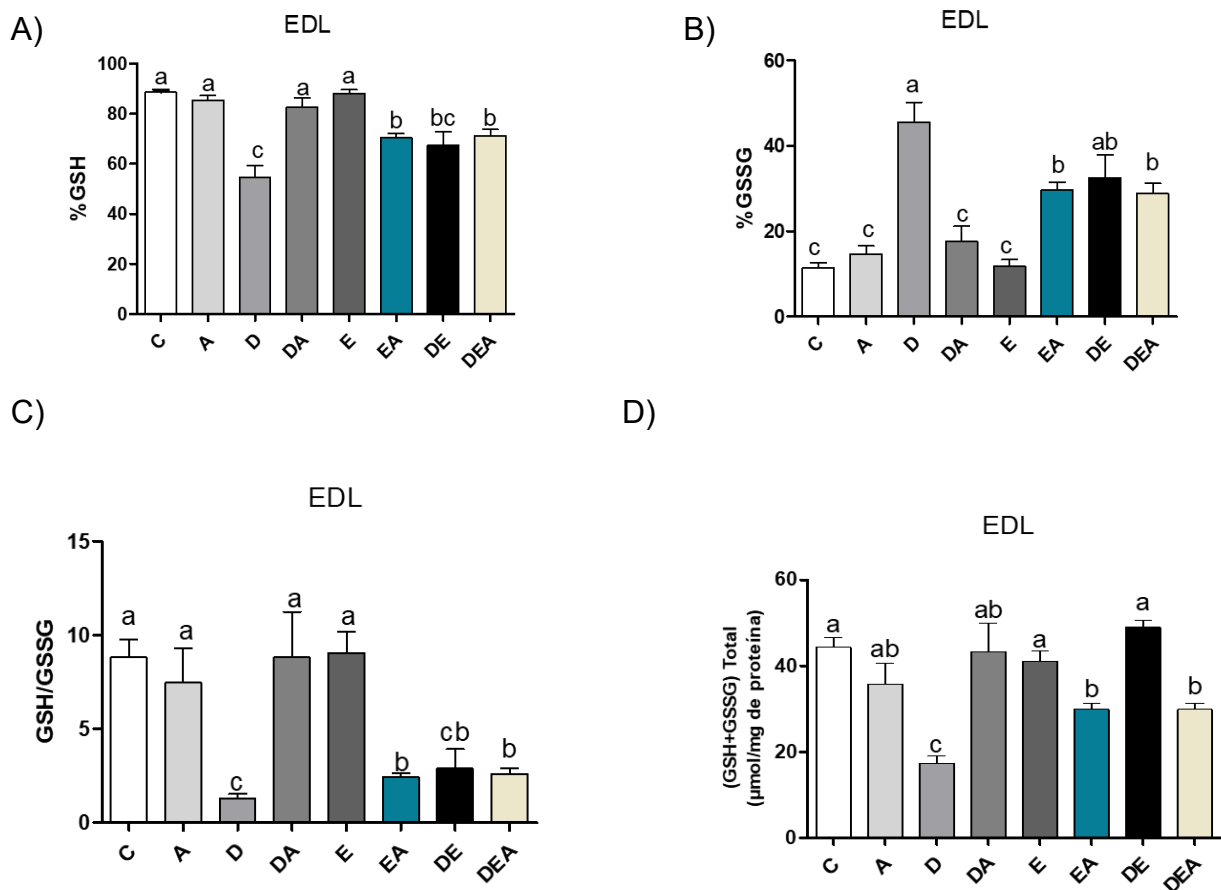 A)
EDL
%GSH
100
80
60
40
20
0
a
a
c
a
a
b
bc
b
C
A
D
DA
E
EA
DE
DEA
B)
EDL
%GSSG
60
40
20
0
c
c
a
c
c
b
ab
b
C
A
D
DA
E
EA
DE
DEA
C)
EDL
GSH/GSSG
15
10
5
0
a
a
c
a
a
b
cb
b
C
A
D
DA
E
EA
DE
DEA
D)
EDL
(GSH+GSSG) Total
(µmol/mg de proteína)
60
40
20
0
a
ab
c
ab
a
b
a
b
C
A
D
DA
E
EA
DE
DEA